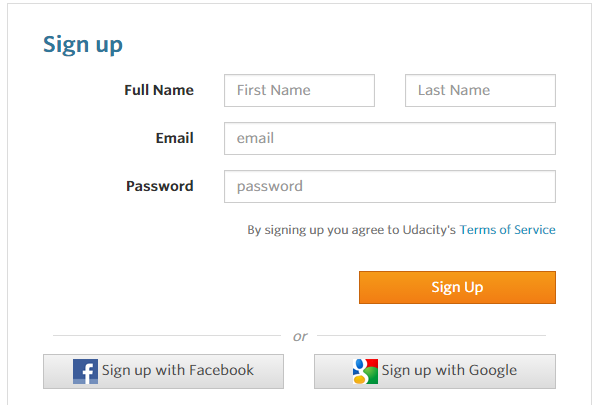 Sign up
Full Name First Name Last Name
Email email
Password password
By signing up you agree to Udacity's Terms of Service
Sign Up
or
f Sign up with Facebook g Sign up with Google